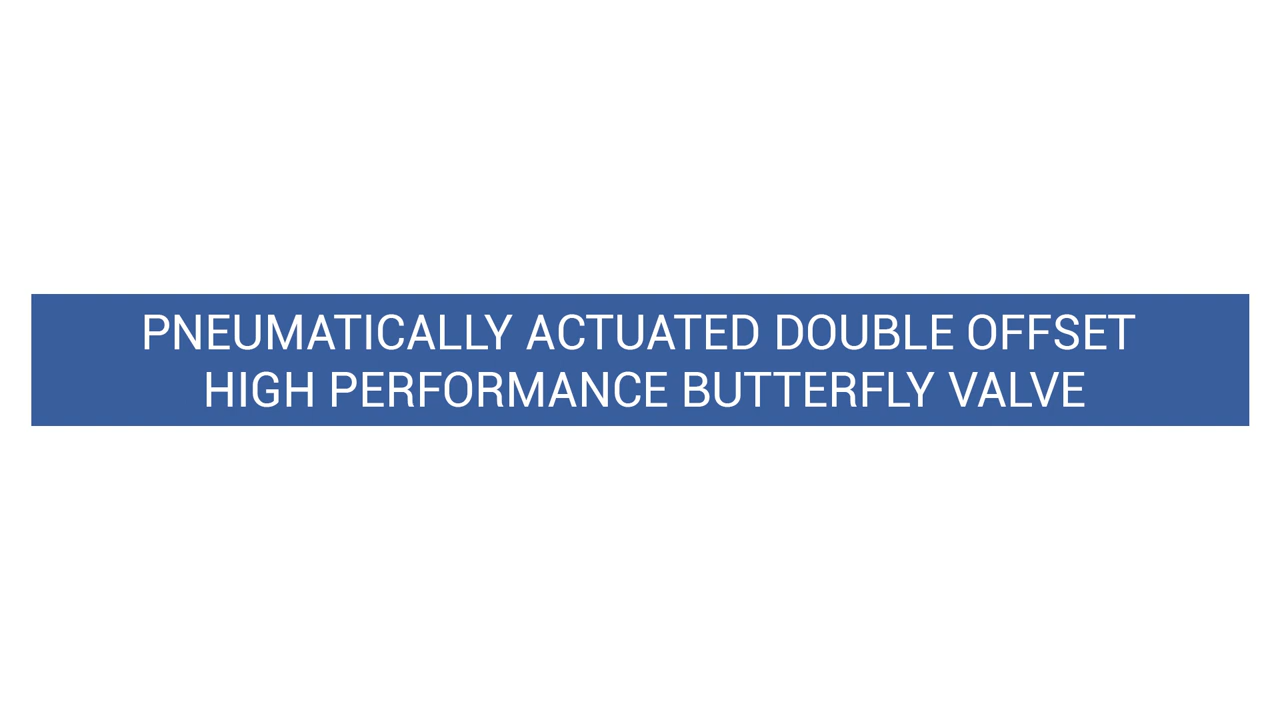 PNEUMATICALLY ACTUATED DOUBLE OFFSET
HIGH PERFORMANCE BUTTERFLY VALVE